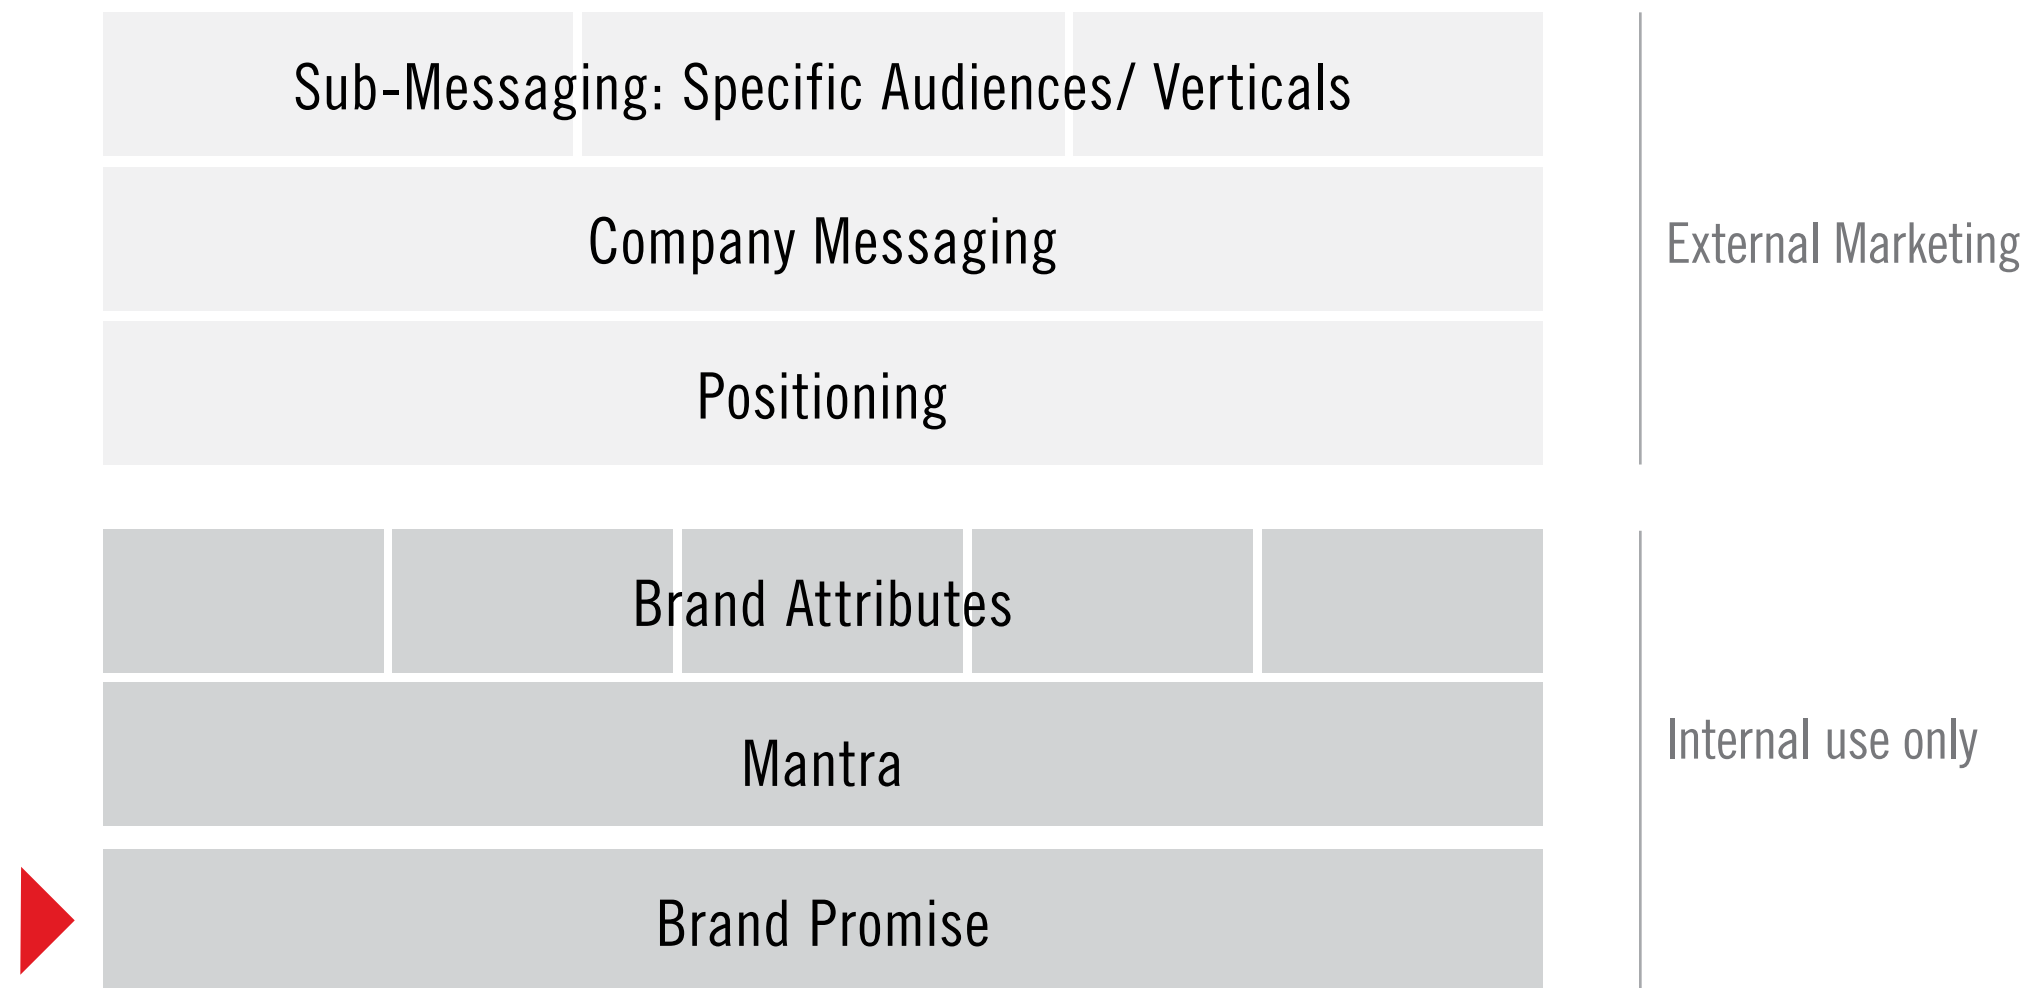 Sub-Messaging: Specific Audiences/ Verticals
Company Messaging
External Marketing
Positioning
Brand Attributes
Mantra
Internal use only
Brand Promise